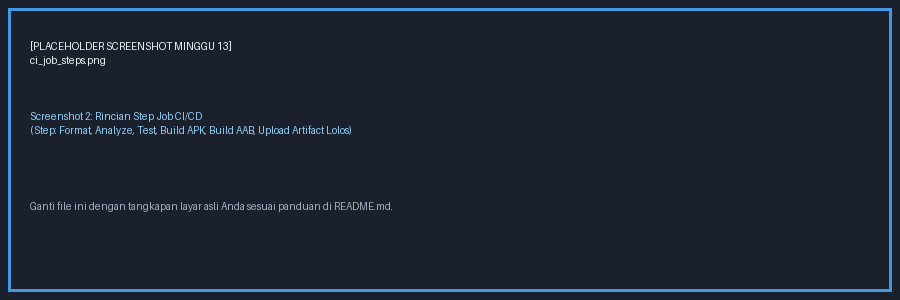 [PLACEHOLDER SCREENSHOT MINGGU 13]
ci_job_steps.png
Screenshot 2: Rincian Step Job CI/CD
(Step: Format, Analyze, Test, Build APK, Build AAB, Upload Artifact Lolos)
Ganti file ini dengan tangkapan layar asli Anda sesuai panduan di README.md.